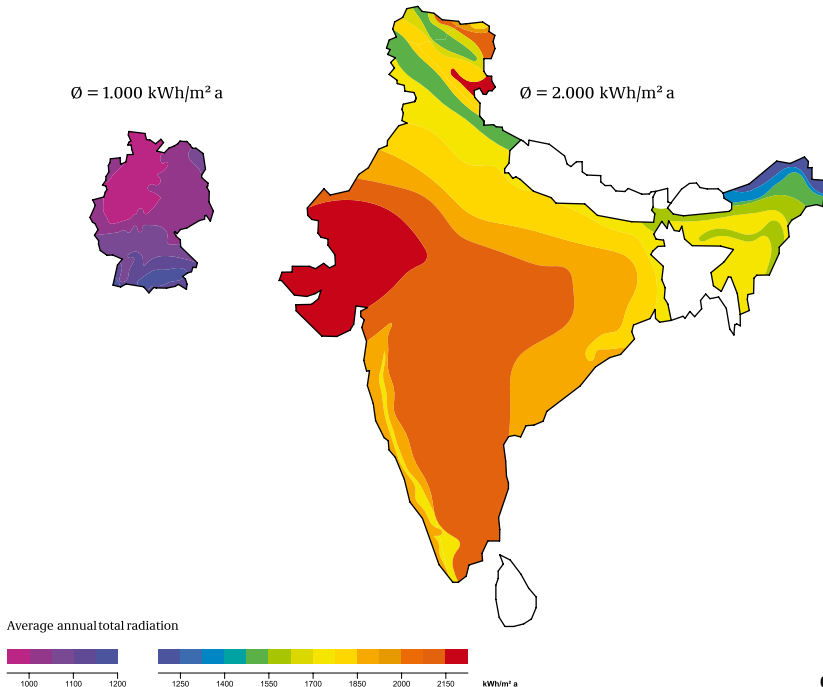 Ø = 1.000 kWh/m² a
Ø = 2.000 kWh/m² a
Average annual total radiation
1000 1100 1200 1250 1400 1550 1700 1850 2000 2150 kWh/m² a